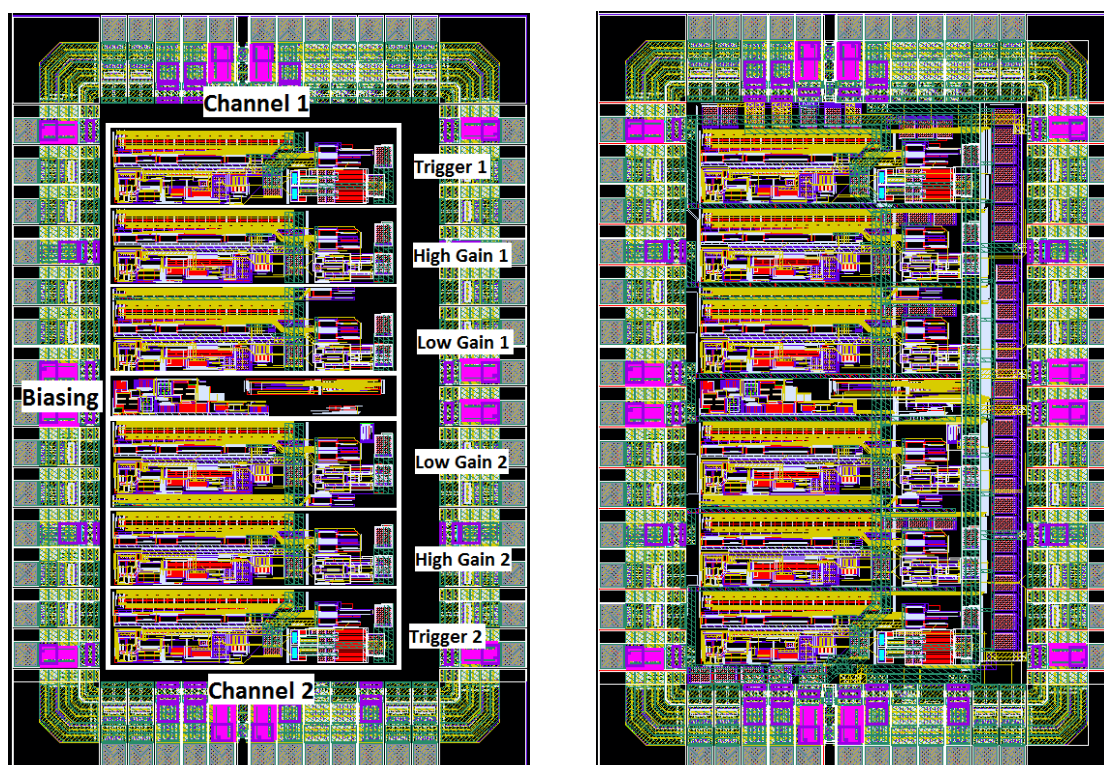 Channel 1
Trigger 1
High Gain 1
Low Gain 1
Biasing
Low Gain 2
High Gain 2
Trigger 2
Channel 2